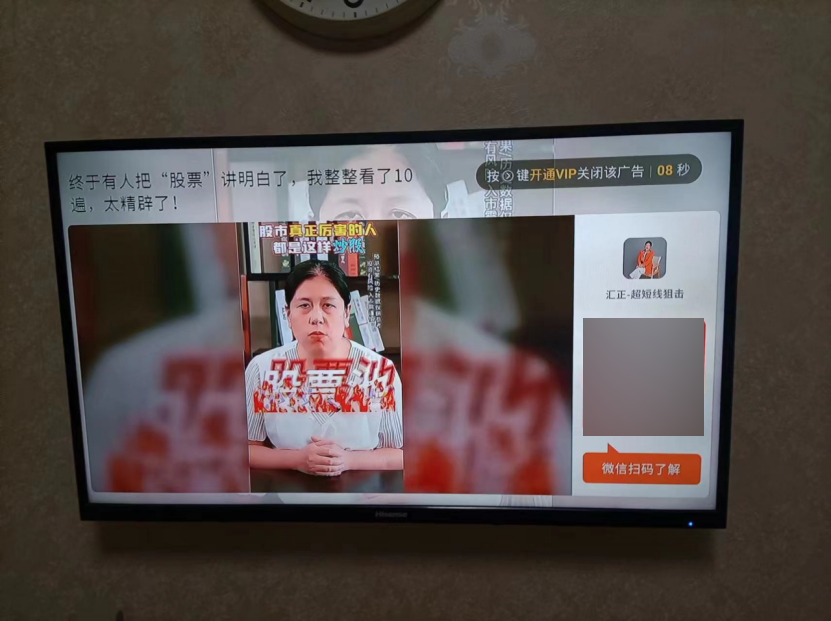 终于有人把“股票”讲明白了，我整整看了10
遍，太精辟了！
按 键开通VIP关闭该广告 | 08 秒
股市真正厉害的人
都是这样炒股
股票池
汇正-超短线狙击
微信扫码了解
Hisense